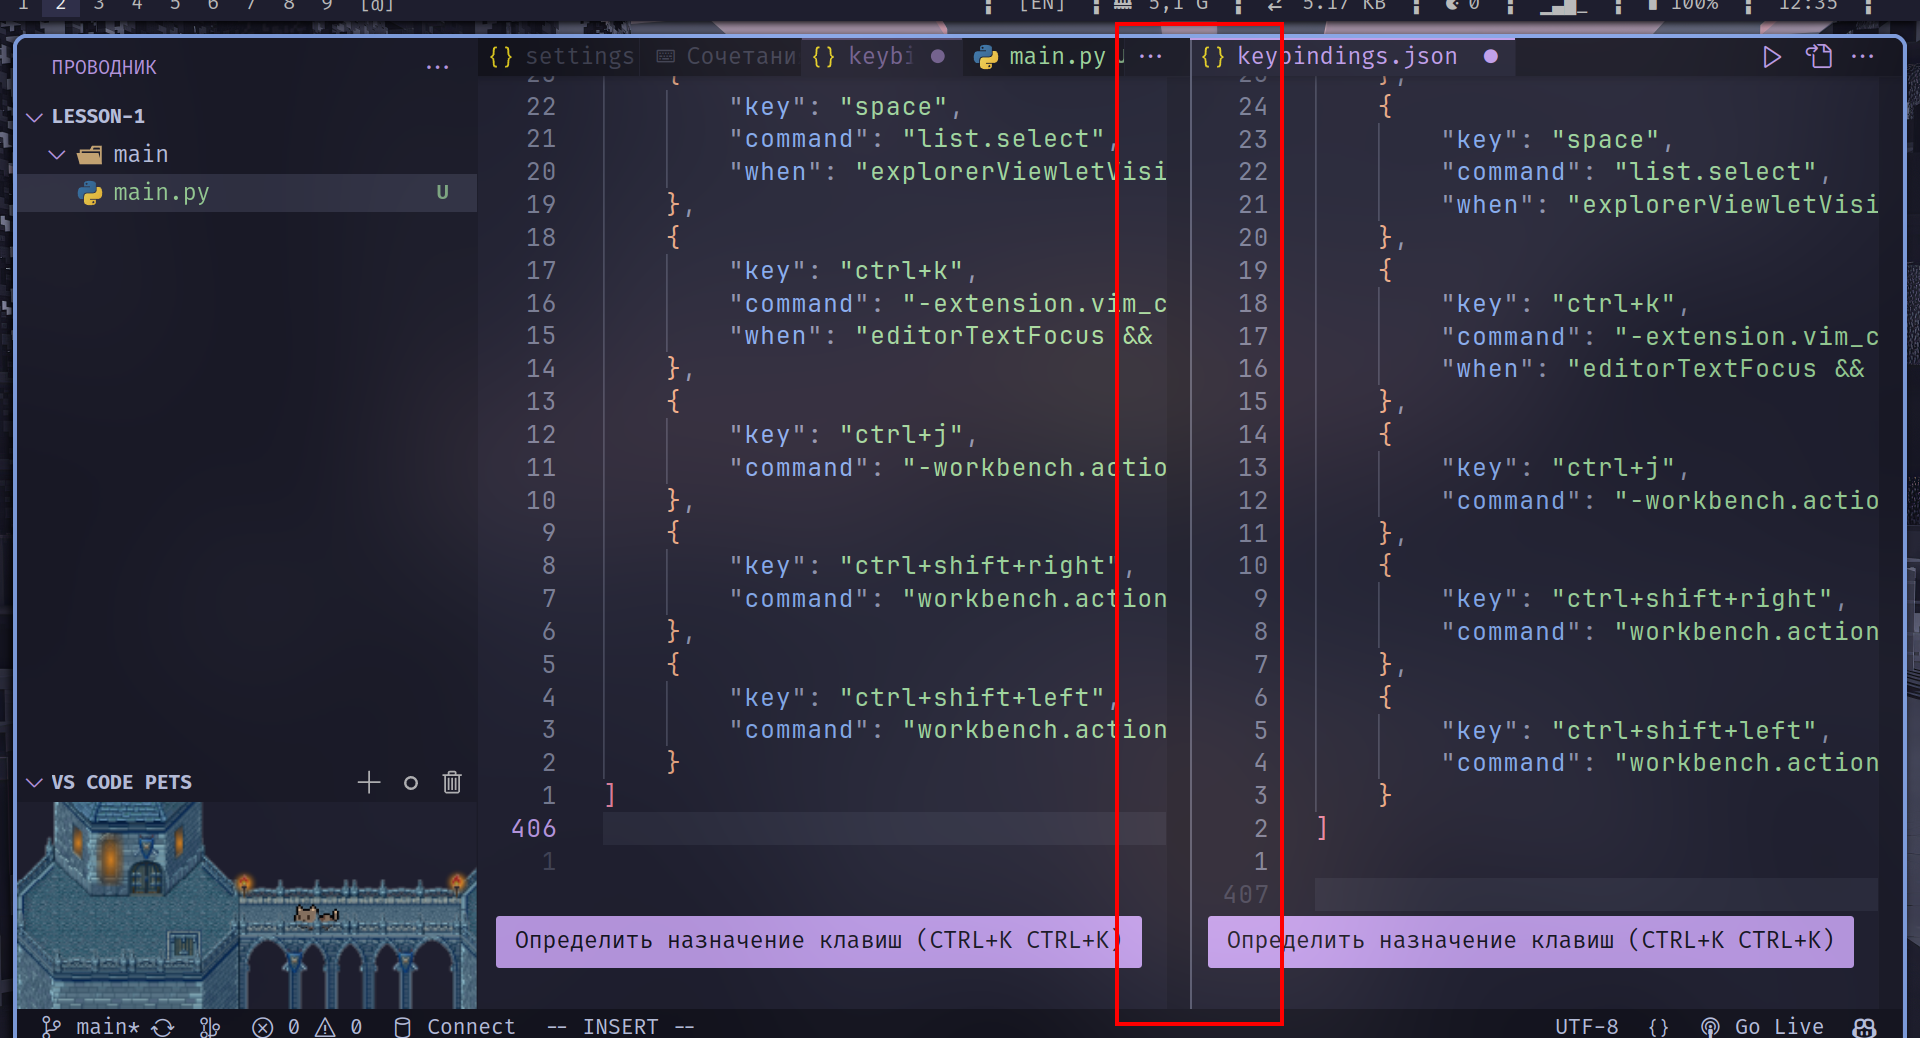 1 2 3 4 5 6 7 8 9 [@]
[EN] 5,1 G 5.17 KB 0 100% 12:35
ПРОВОДНИК
LESSON-1
main
main.py U
VS CODE PETS
settings Сочетани keybi main.py
22 "key": "space",
21 "command": "list.select",
20 "when": "explorerViewletVisi
19 },
18 {
17 "key": "ctrl+k",
16 "command": "-extension.vim_c
15 "when": "editorTextFocus &&
14 },
13 {
12 "key": "ctrl+j",
11 "command": "-workbench.actio
10 },
9 {
8 "key": "ctrl+shift+right",
7 "command": "workbench.action
6 },
5 {
4 "key": "ctrl+shift+left",
3 "command": "workbench.action
2 }
1 ]
406
1
Определить назначение клавиш (CTRL+K CTRL+K)
{} keybindings.json
24 {
23 "key": "space",
22 "command": "list.select",
21 "when": "explorerViewletVisi
20 },
19 {
18 "key": "ctrl+k",
17 "command": "-extension.vim_c
16 "when": "editorTextFocus &&
15 },
14 {
13 "key": "ctrl+j",
12 "command": "-workbench.actio
11 },
10 {
9 "key": "ctrl+shift+right",
8 "command": "workbench.action
7 },
6 {
5 "key": "ctrl+shift+left",
4 "command": "workbench.action
3 }
2 ]
1
407
Определить назначение клавиш (CTRL+K CTRL+K)
main* 0 0 Connect -- INSERT -- UTF-8 {} Go Live